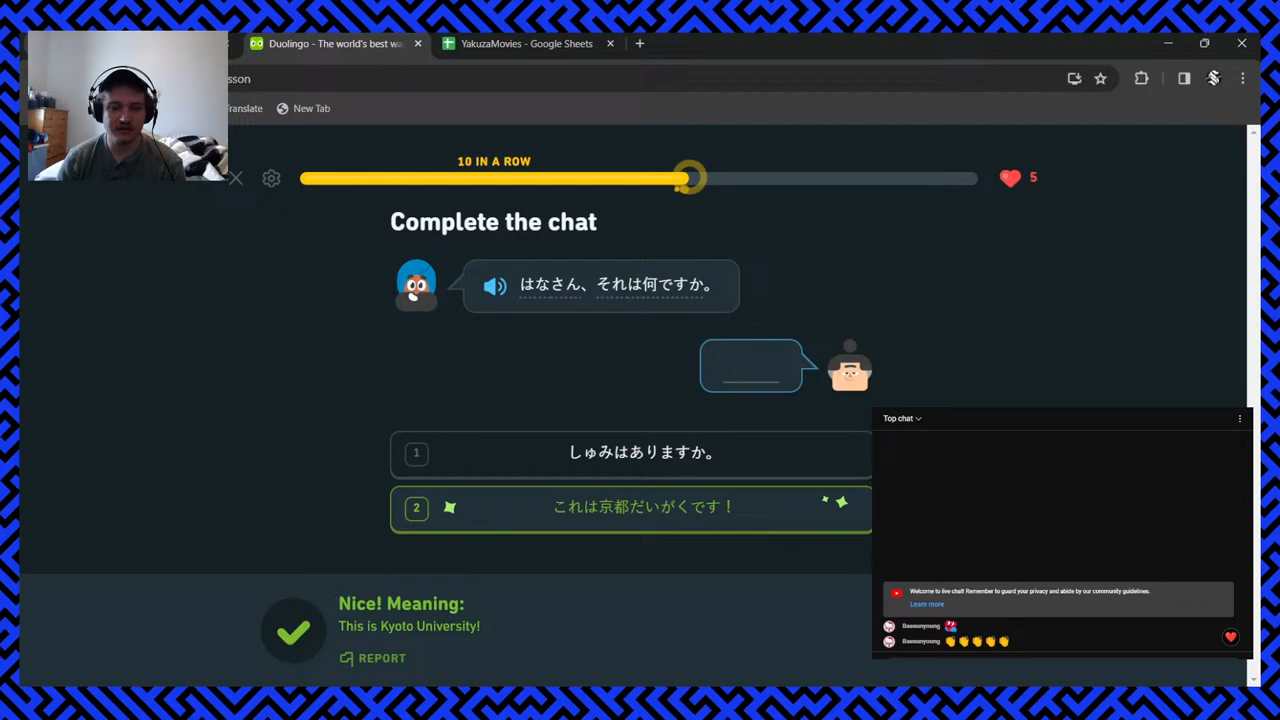 Duolingo - The world's best wa
YakuzaMovies - Google Sheets
sson
Translate
New Tab
10 IN A ROW
5
Complete the chat
はなさん、それは何ですか。
1
しゅみはありますか。
2
これは京都だいがくです！
Nice! Meaning:
This is Kyoto University!
REPORT
Top chat
Welcome to live chat! Remember to guard your privacy and abide by our community guidelines.
Learn more
Baesunyoung
Baesunyoung